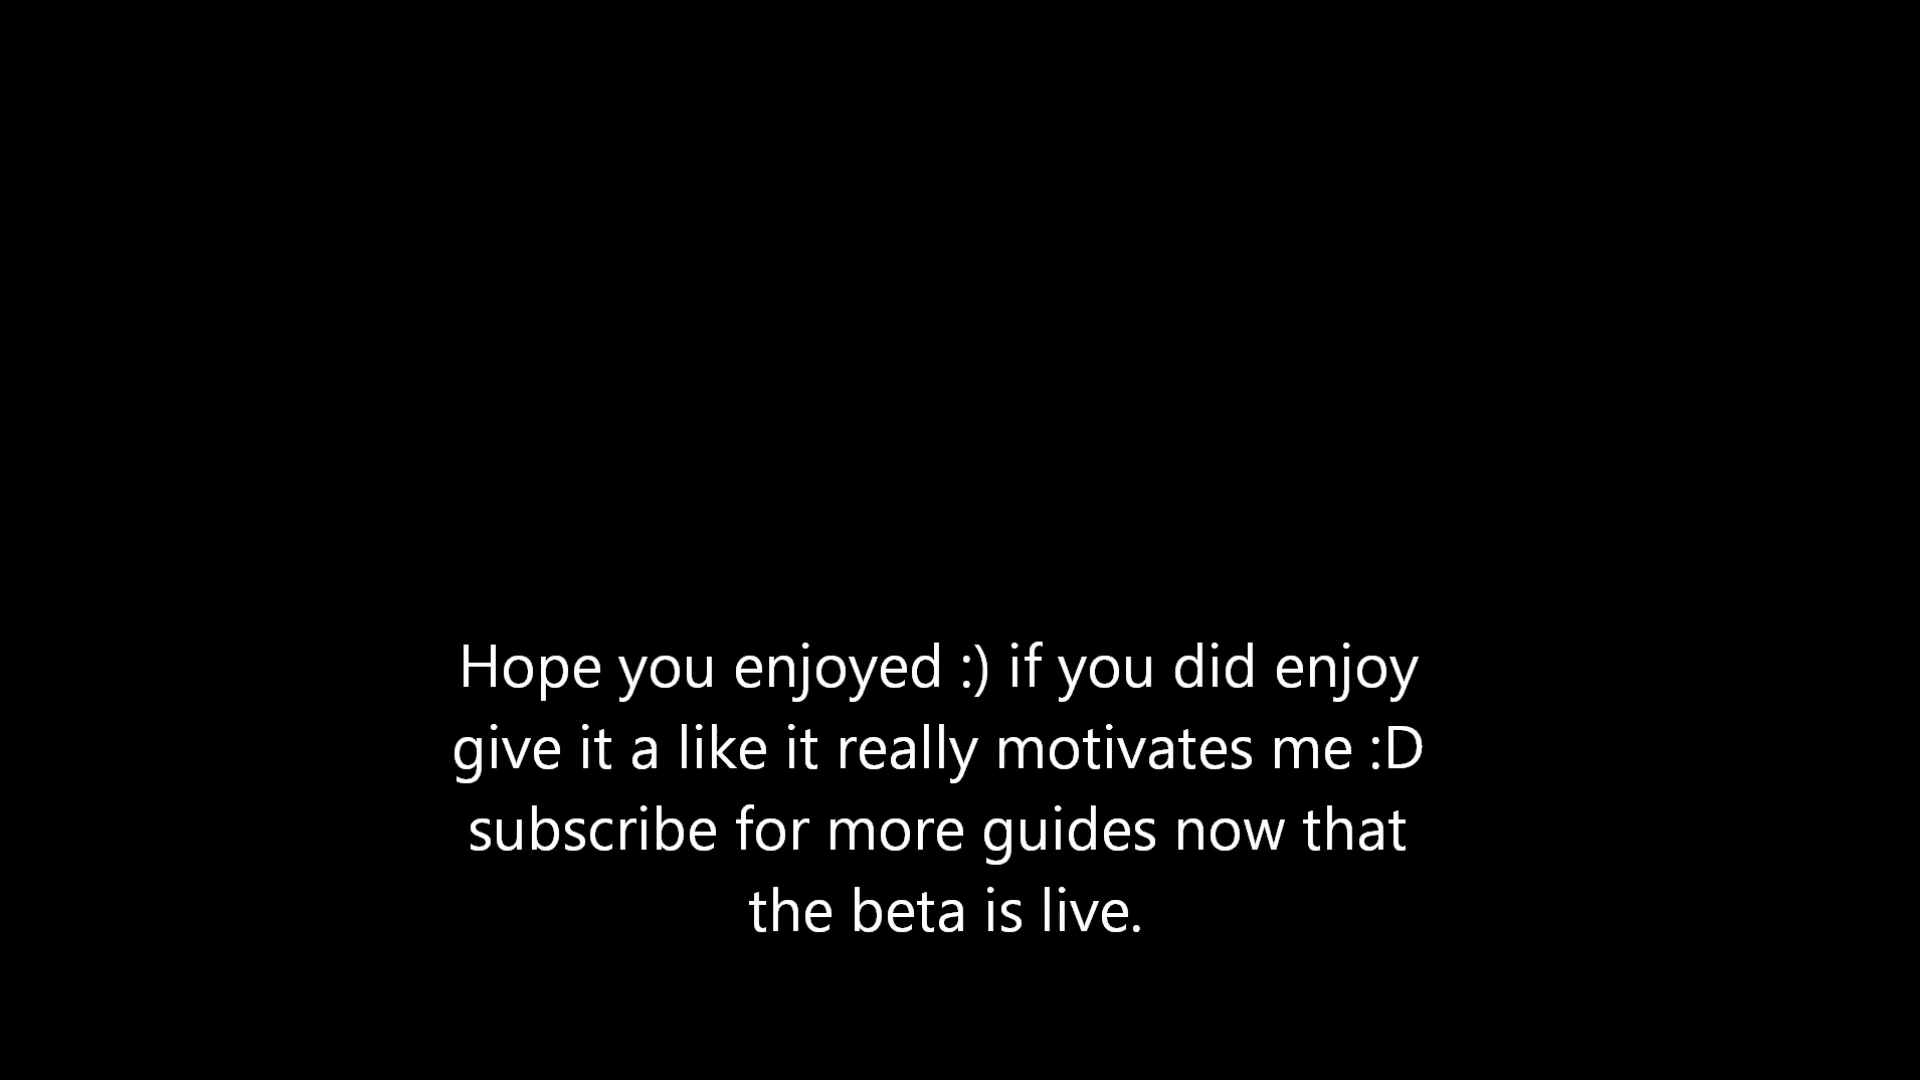 Hope you enjoyed :) if you did enjoy
give it a like it really motivates me :D
subscribe for more guides now that
the beta is live.